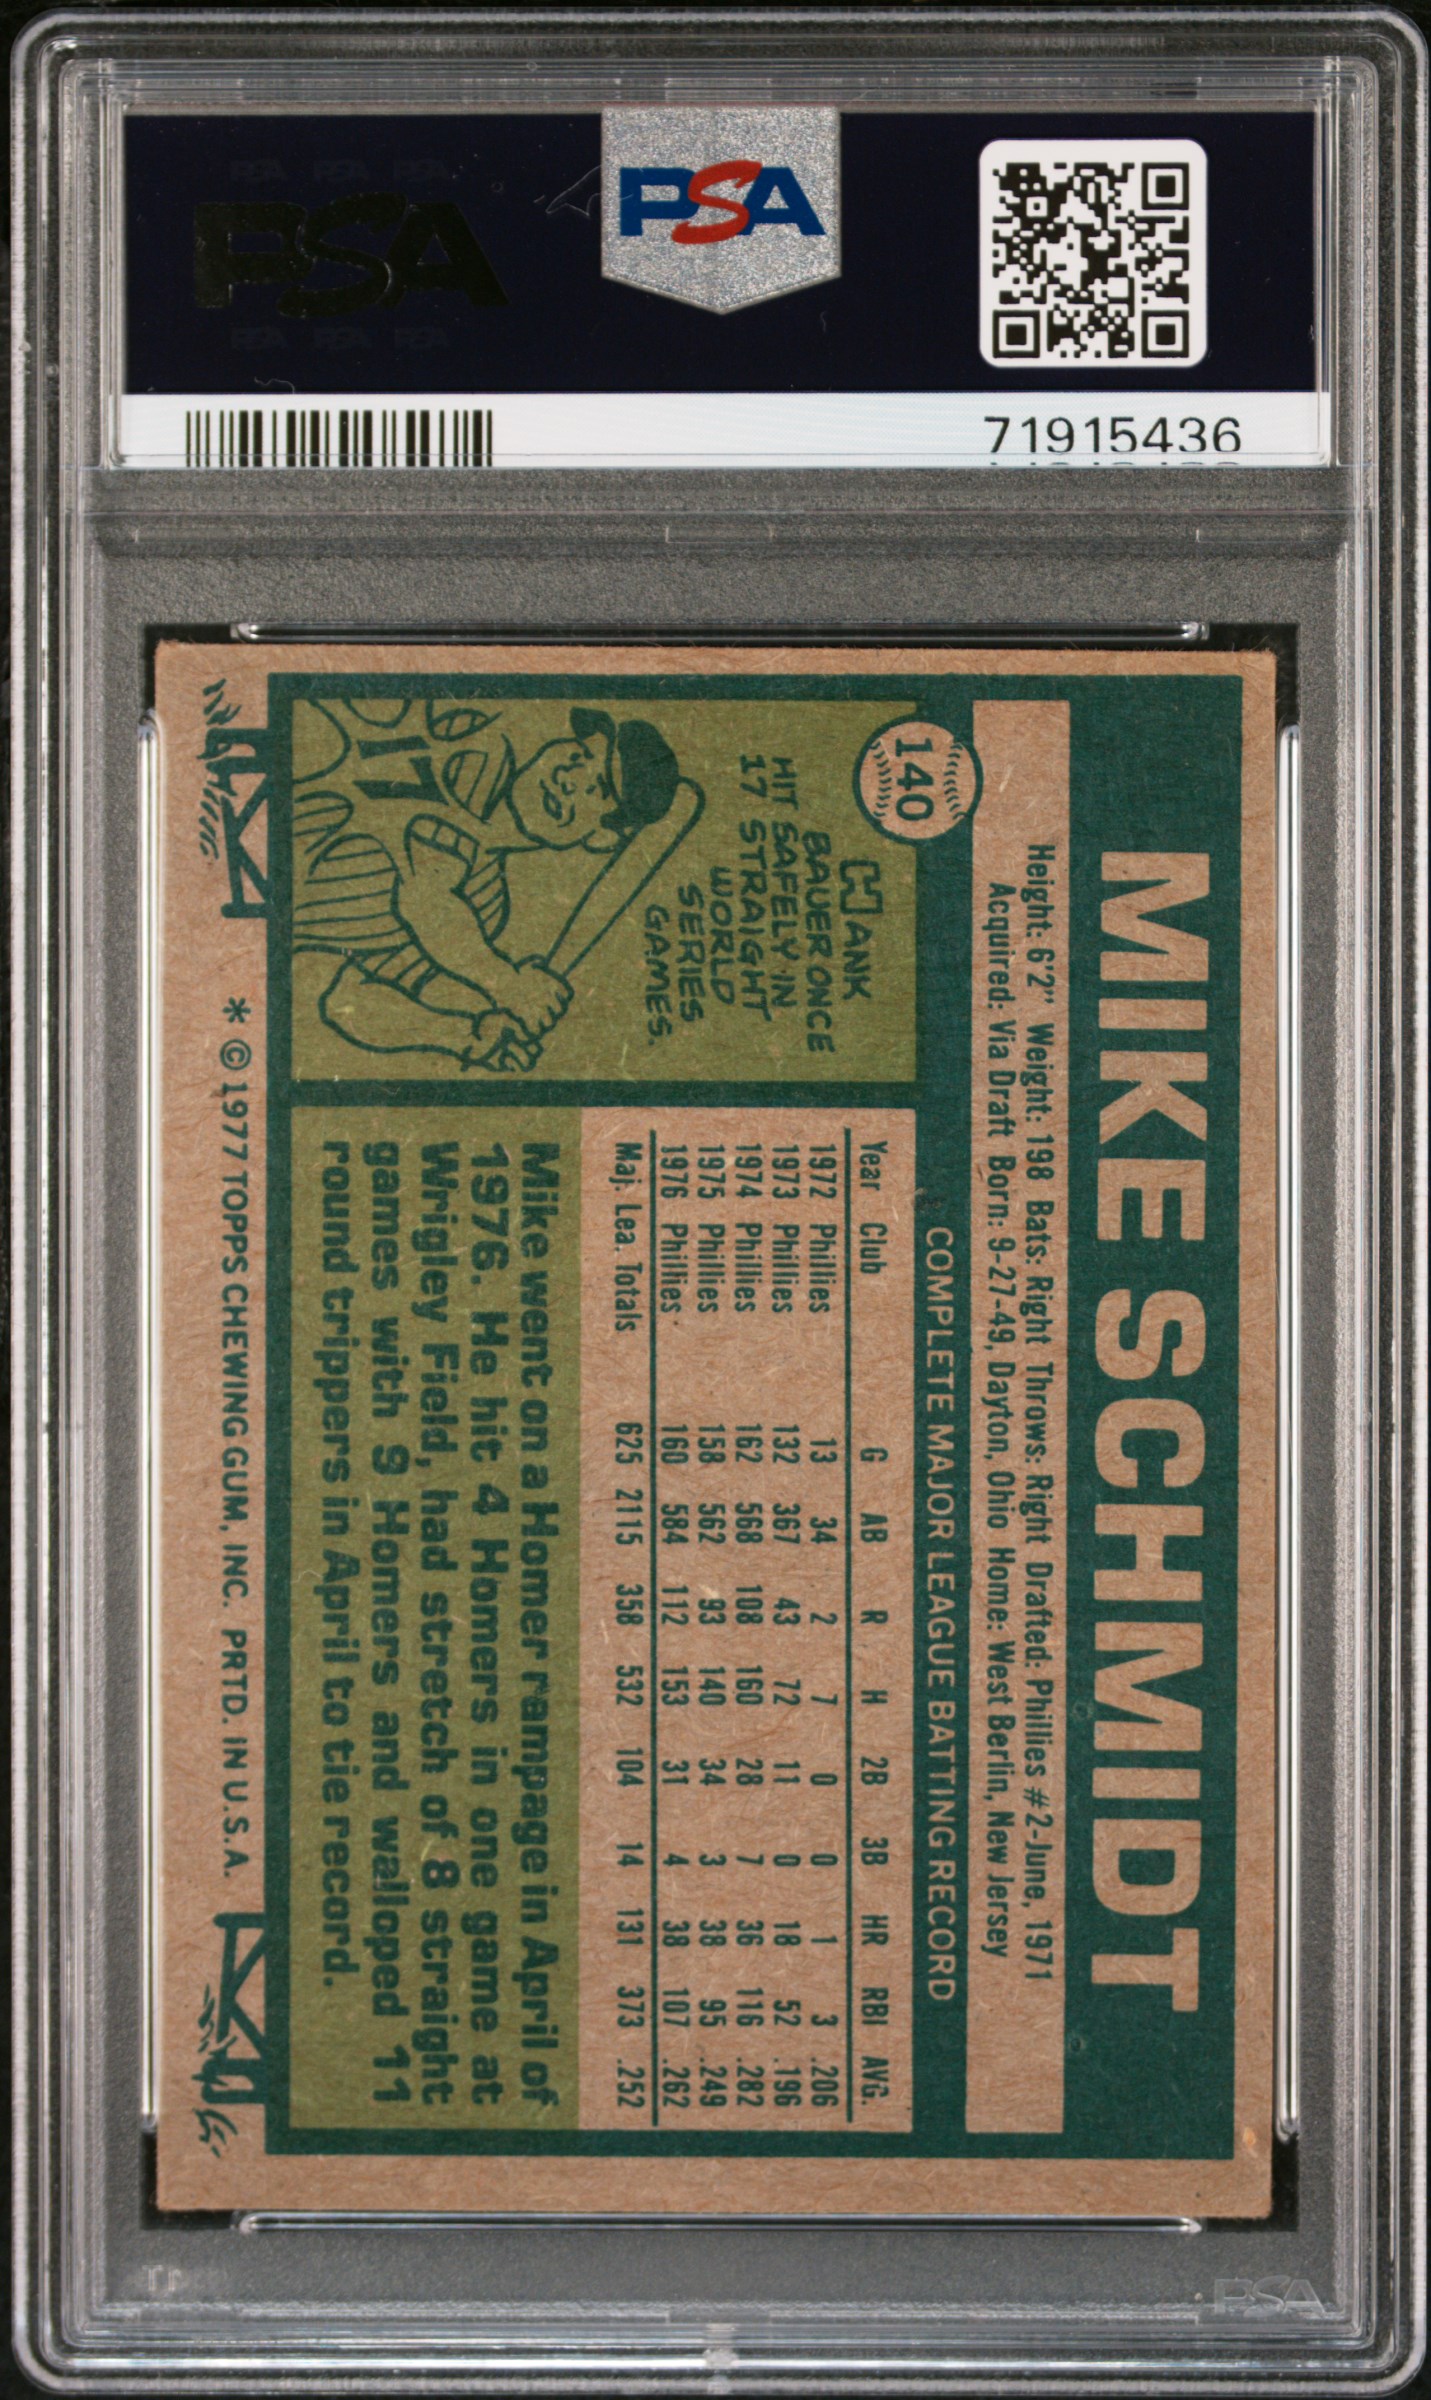 PSA
PSA
71915436
MIKE SCHMIDT
Height: 6'2" Weight: 198 Bats: Right Throws: Right Drafted: Phillies #2-June, 1971
Acquired: Via Draft Born: 9-27-49, Dayton, Ohio Home: West Berlin, New Jersey
140
COMPLETE MAJOR LEAGUE BATTING RECORD
HANK
BAUER ONCE
HIT SAFELY IN
17 STRAIGHT
WORLD
SERIES
GAMES.
17
Year Club G AB R H 2B 3B HR RBI AVG.
1972 Phillies 13 34 2 7 0 0 1 3 .206
1973 Phillies 132 367 43 72 11 0 18 52 .196
1974 Phillies 162 568 108 160 28 7 36 116 .282
1975 Phillies 158 562 93 140 34 3 38 95 .249
1976 Phillies 160 584 112 153 31 4 38 107 .262
Maj. Lea. Totals 625 2115 358 532 104 14 131 373 .252
Mike went on a Homer rampage in April of
1976. He hit 4 Homers in one game at
Wrigley Field, had stretch of 8 straight
games with 9 Homers and walloped 11
round trippers in April to tie record.
* © 1977 TOPPS CHEWING GUM, INC. PRTD. IN U.S.A.
PSA